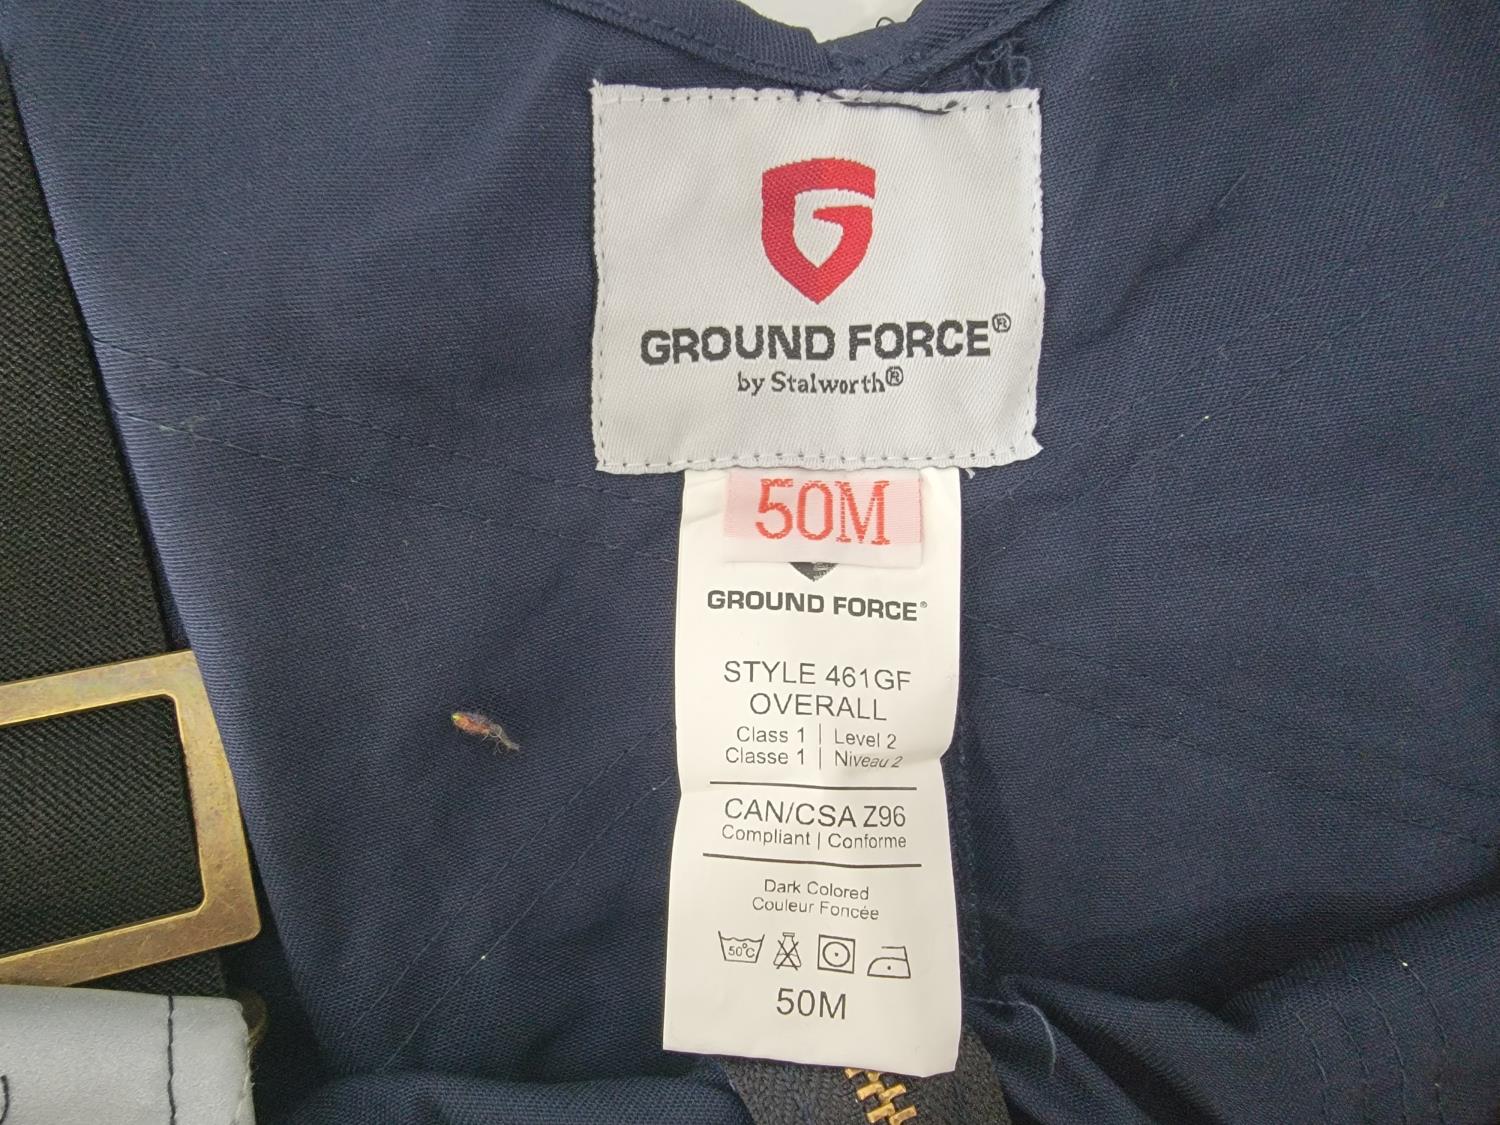 GROUND FORCE®
by Stalworth®
50M
GROUND FORCE®
STYLE 461GF
OVERALL
Class 1 | Level 2
Classe 1 | Niveau 2
CAN/CSA Z96
Compliant | Conforme
Dark Colored
Couleur Foncée
50°C
50M